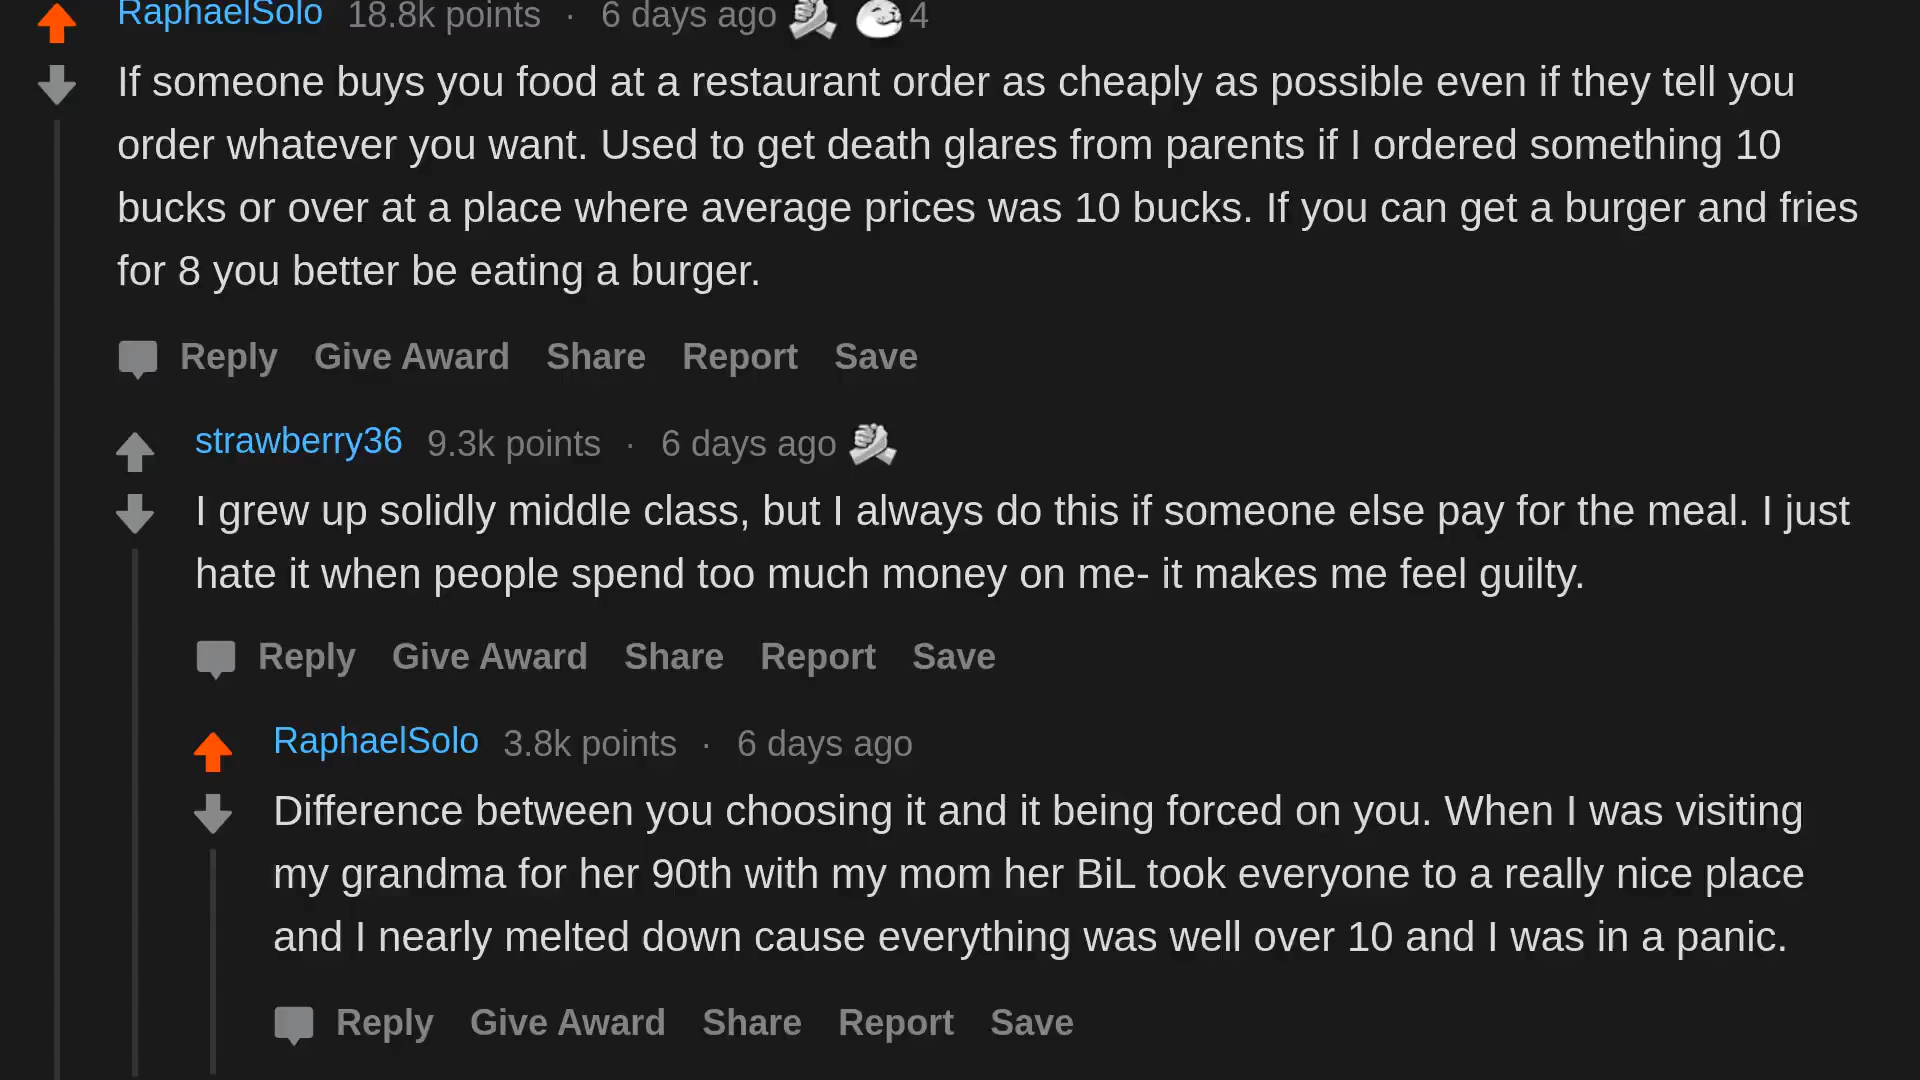 RaphaelSolo 18.8k points · 6 days ago 4
If someone buys you food at a restaurant order as cheaply as possible even if they tell you
order whatever you want. Used to get death glares from parents if I ordered something 10
bucks or over at a place where average prices was 10 bucks. If you can get a burger and fries
for 8 you better be eating a burger.
Reply Give Award Share Report Save
strawberry36 9.3k points · 6 days ago
I grew up solidly middle class, but I always do this if someone else pay for the meal. I just
hate it when people spend too much money on me- it makes me feel guilty.
Reply Give Award Share Report Save
RaphaelSolo 3.8k points · 6 days ago
Difference between you choosing it and it being forced on you. When I was visiting
my grandma for her 90th with my mom her BiL took everyone to a really nice place
and I nearly melted down cause everything was well over 10 and I was in a panic.
Reply Give Award Share Report Save